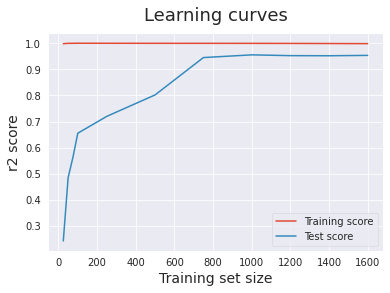 Learning curves
1.0
0.9
0.8
0.7
0.6
0.5
0.4
0.3
r2 score
0 200 400 600 800 1000 1200 1400 1600
Training set size
Training score
Test score